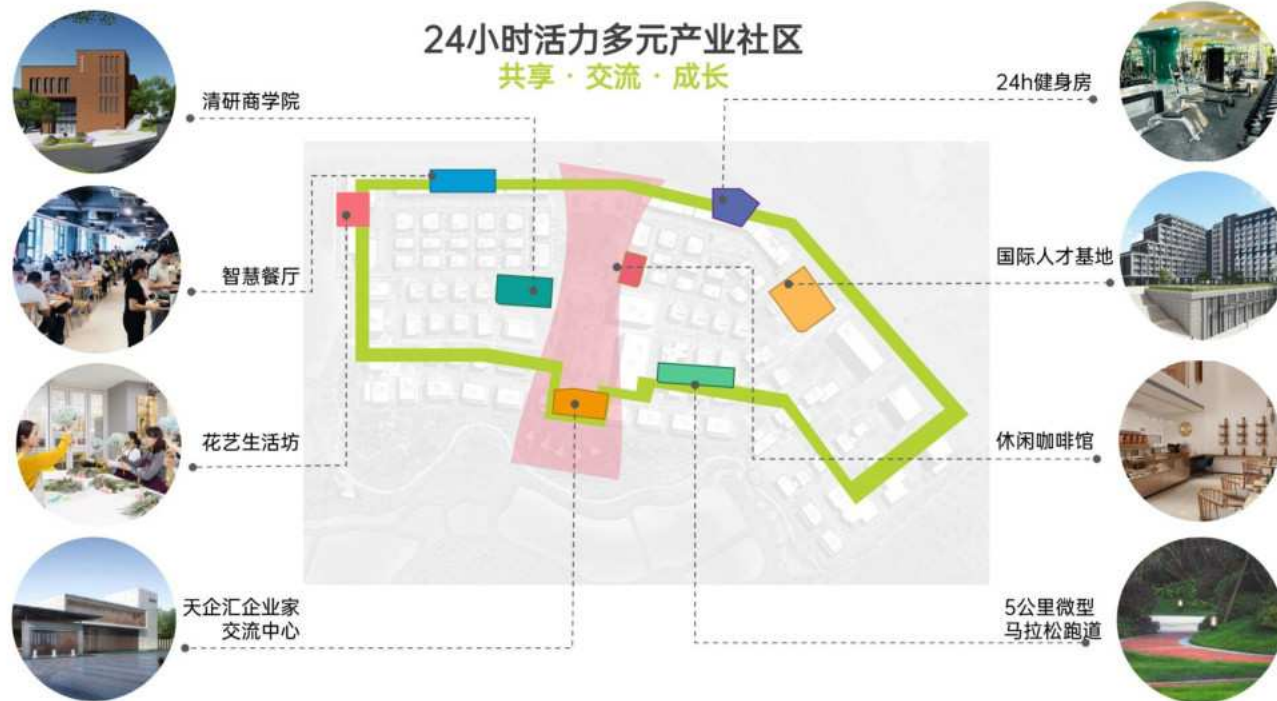 24小时活力多元产业社区
共享 · 交流 · 成长
清研商学院
智慧餐厅
花艺生活坊
天企汇企业家
交流中心
24h健身房
国际人才基地
休闲咖啡馆
5公里微型
马拉松跑道